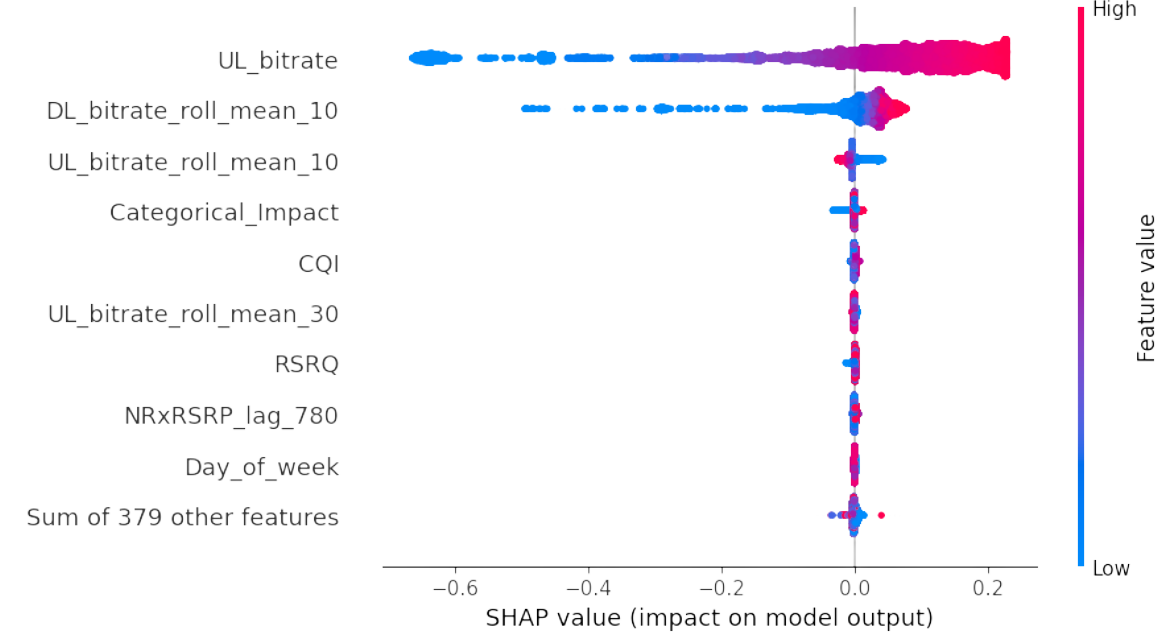 High
UL_bitrate
DL_bitrate_roll_mean_10
UL_bitrate_roll_mean_10
Categorical_Impact
CQI
UL_bitrate_roll_mean_30
RSRQ
NRxRSRP_lag_780
Day_of_week
Sum of 379 other features
Feature value
Low
−0.6 −0.4 −0.2 0.0 0.2
SHAP value (impact on model output)